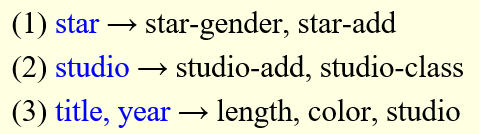 (1) star → star-gender, star-add
(2) studio → studio-add, studio-class
(3) title, year → length, color, studio